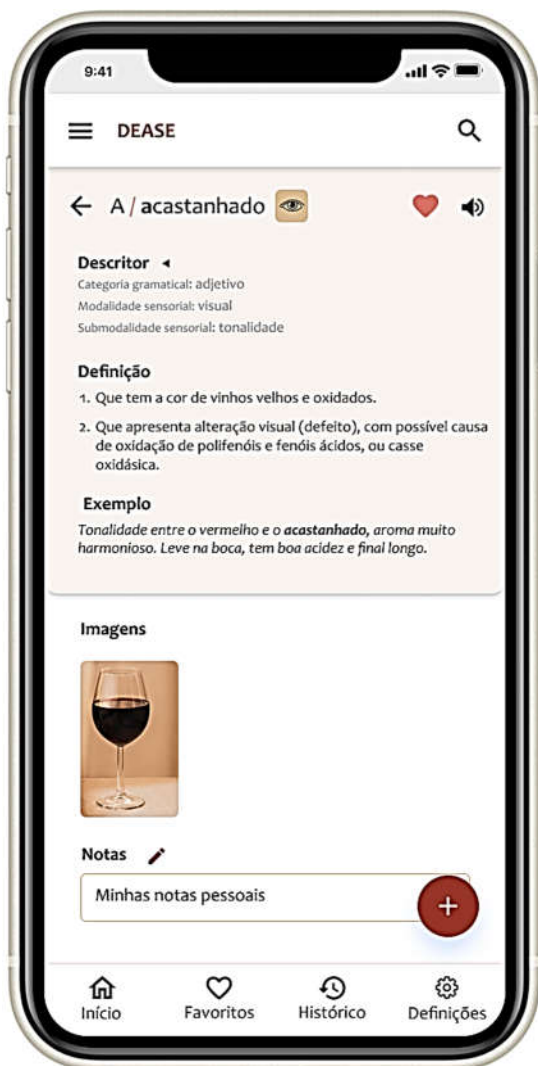 9:41
DEASE
A / acastanhado
Descritor
Categoria gramatical: adjetivo
Modalidade sensorial: visual
Submodalidade sensorial: tonalidade
Definição
1. Que tem a cor de vinhos velhos e oxidados.
2. Que apresenta alteração visual (defeito), com possível causa
de oxidação de polifenóis e fenóis ácidos, ou casse
oxidásica.
Exemplo
Tonalidade entre o vermelho e o acastanhado, aroma muito
harmonioso. Leve na boca, tem boa acidez e final longo.
Imagens
Notas
Minhas notas pessoais
+
Início Favoritos Histórico Definições